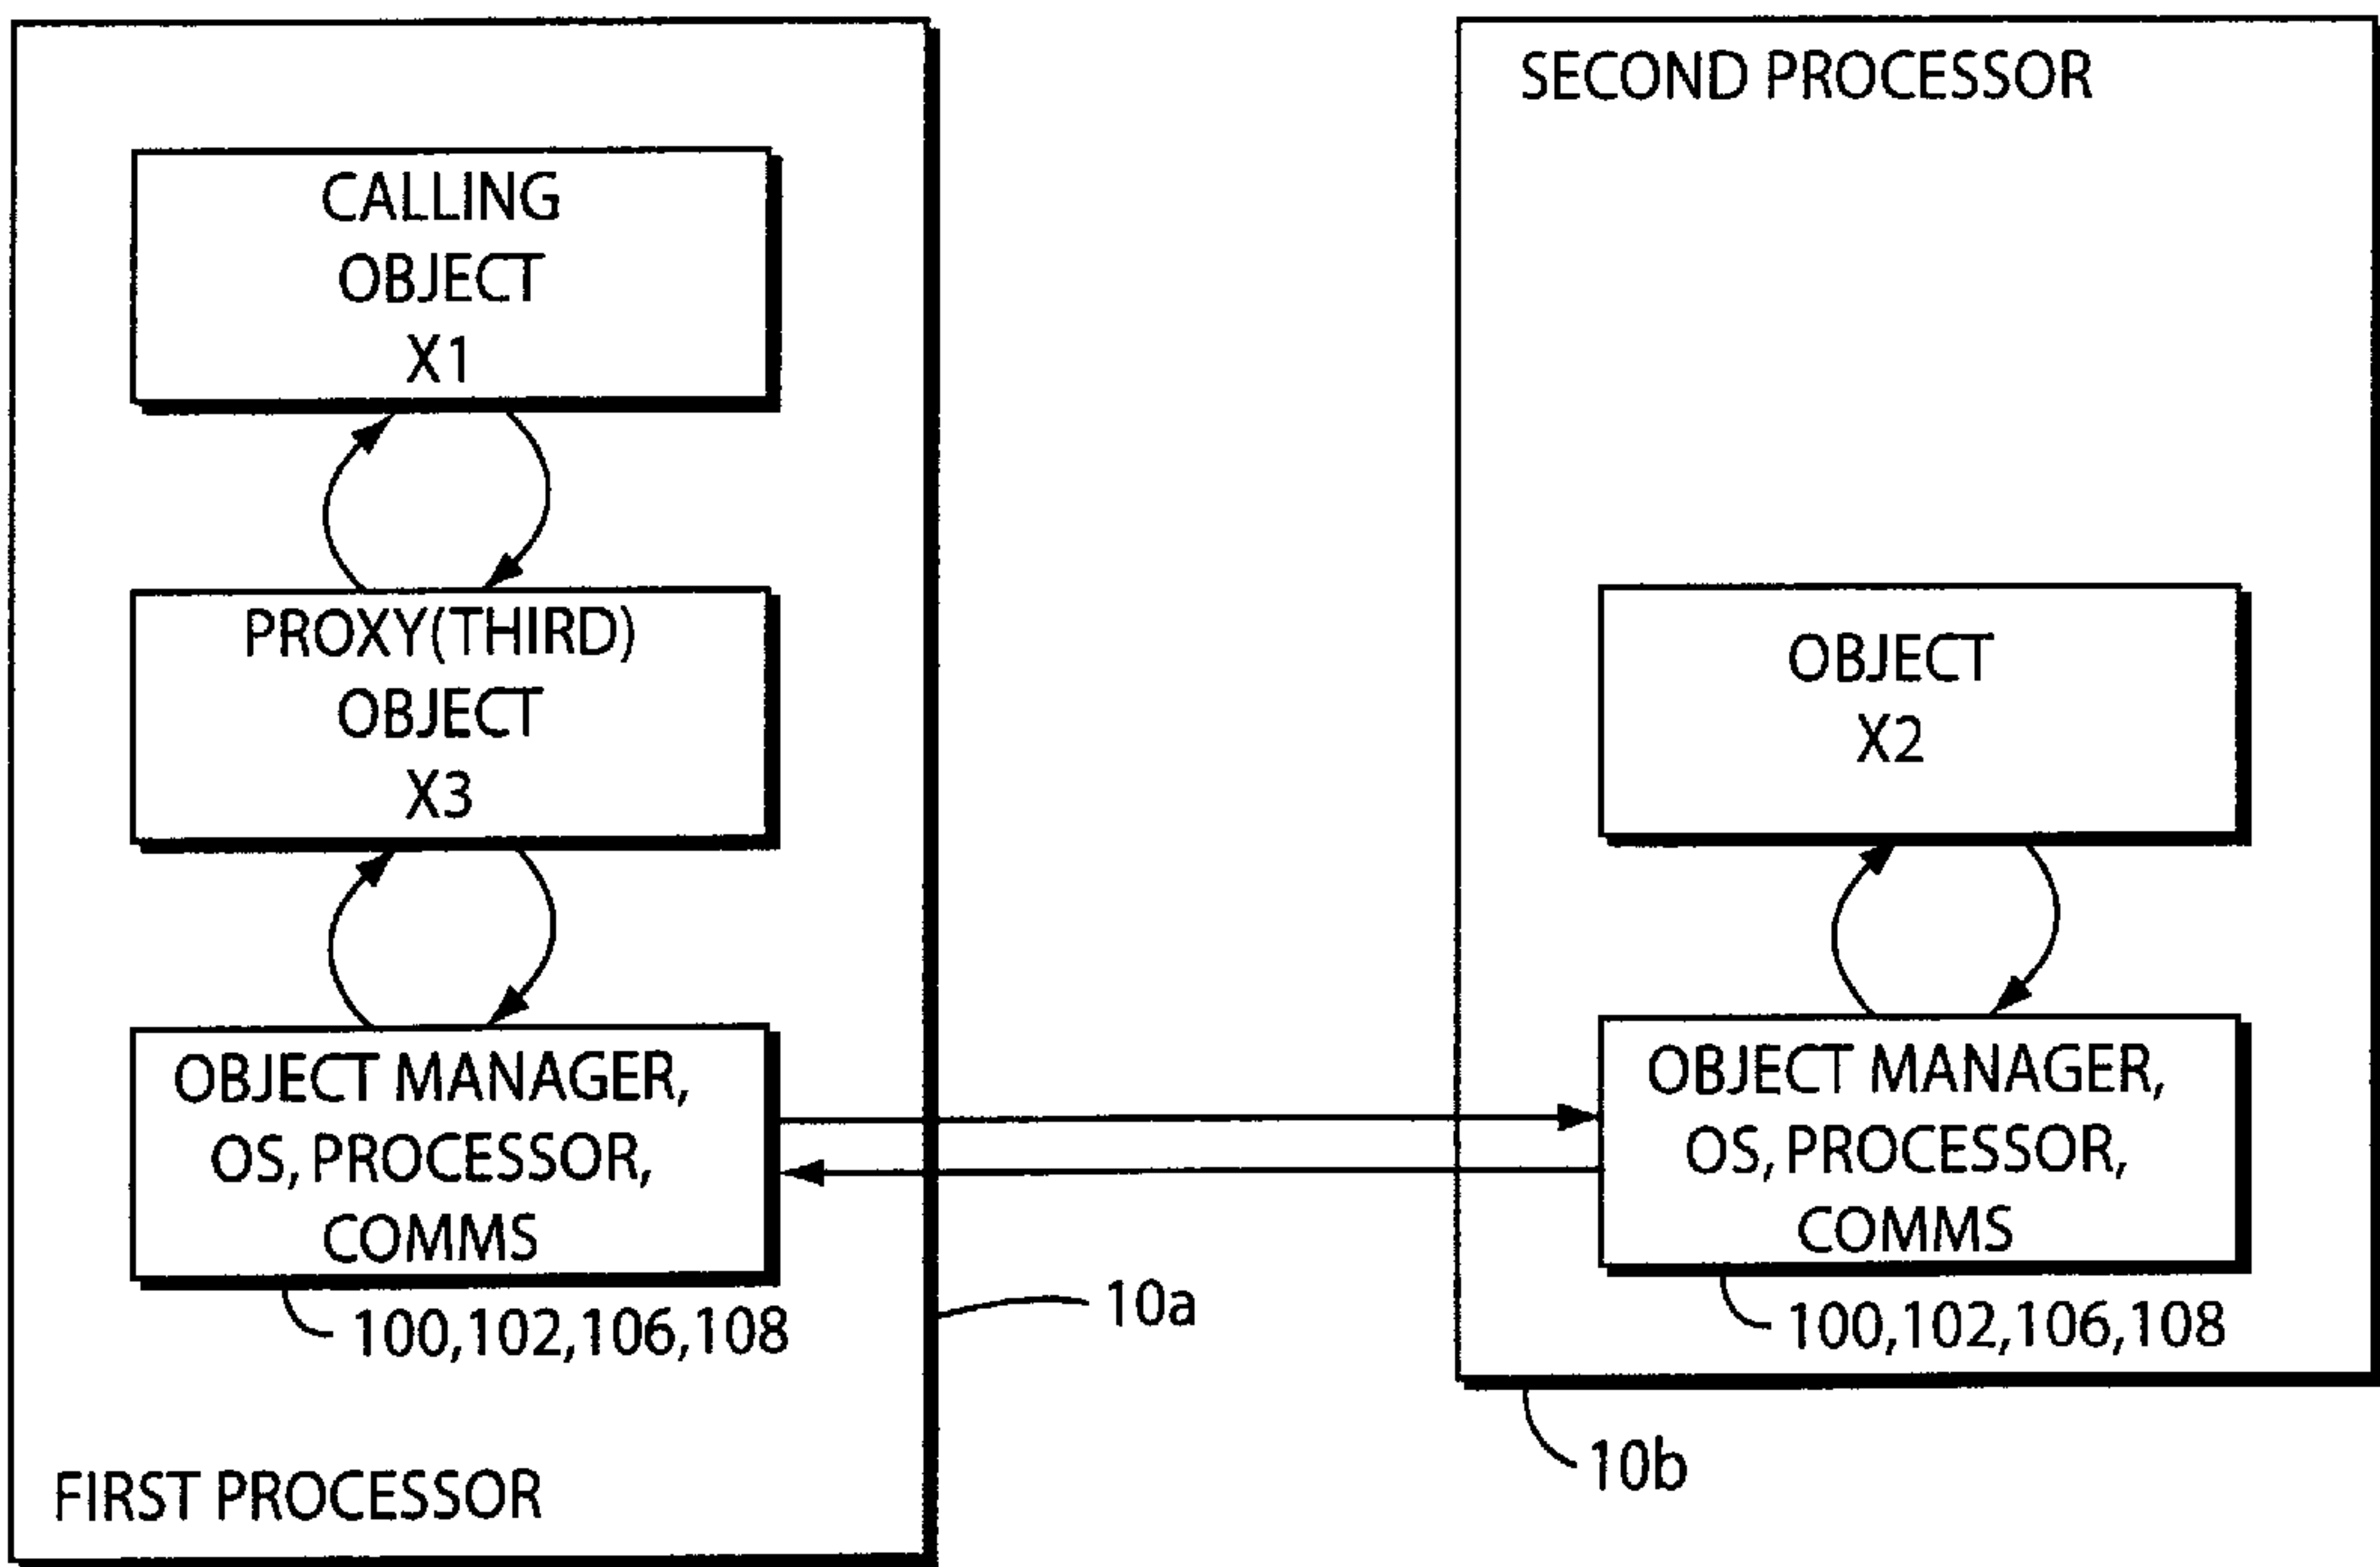 CALLING
OBJECT
X1
PROXY(THIRD)
OBJECT
X3
OBJECT MANAGER,
OS, PROCESSOR,
COMMS
100,102,106,108
FIRST PROCESSOR
10a
SECOND PROCESSOR
OBJECT
X2
OBJECT MANAGER,
OS, PROCESSOR,
COMMS
100,102,106,108
10b